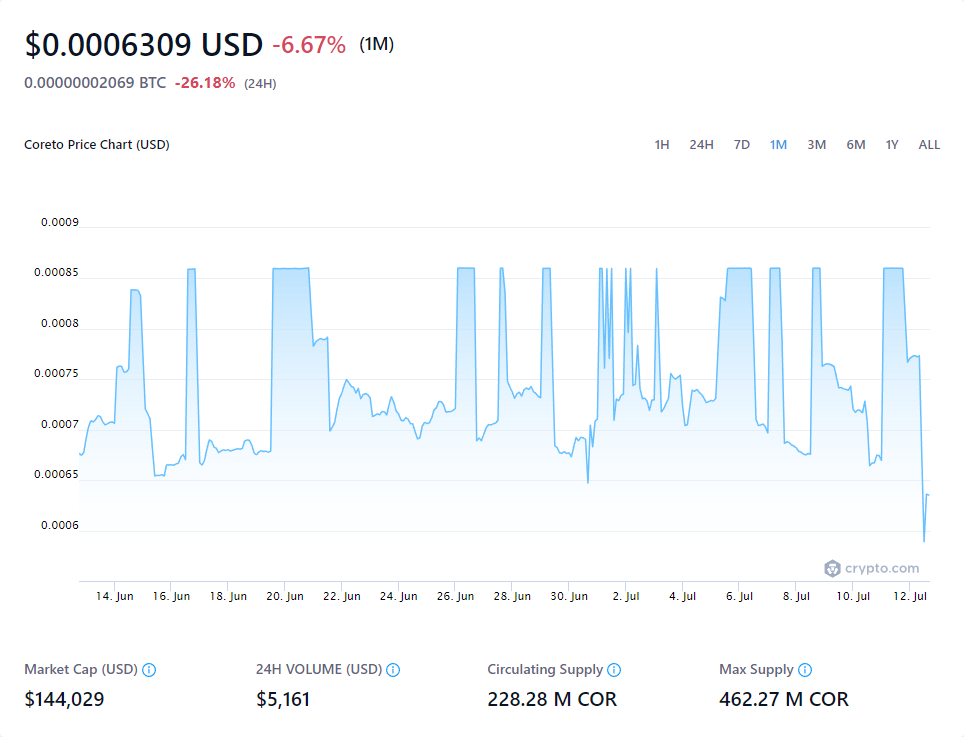 $0.0006309 USD -6.67% (1M)
0.00000002069 BTC -26.18% (24H)
Coreto Price Chart (USD) 1H 24H 7D 1M 3M 6M 1Y ALL
0.0009
0.00085
0.0008
0.00075
0.0007
0.00065
0.0006
crypto.com
14. Jun 16. Jun 18. Jun 20. Jun 22. Jun 24. Jun 26. Jun 28. Jun 30. Jun 2. Jul 4. Jul 6. Jul 8. Jul 10. Jul 12. Jul
Market Cap (USD) 24H VOLUME (USD) Circulating Supply Max Supply
$144,029 $5,161 228.28 M COR 462.27 M COR